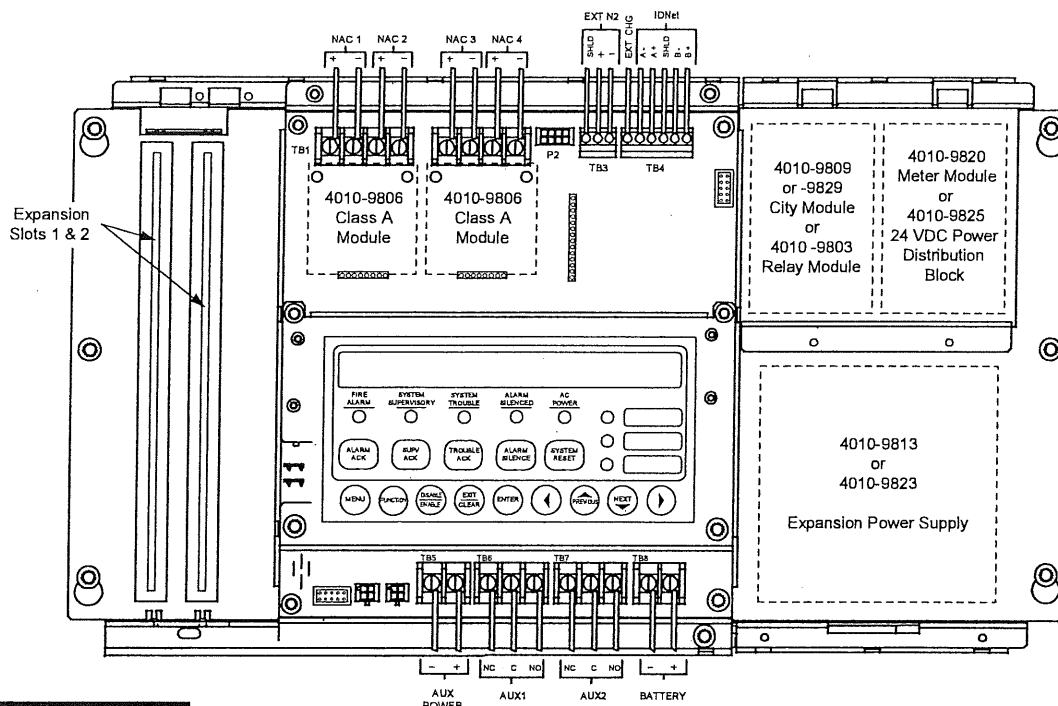 EXT N2
EXT CHG
IDNet
NAC 1
NAC 2
NAC 3
NAC 4
+ − + −
+ − + −
SHLD
+
−
A-
A+
SHLD
B-
B+
TB1
P2
TB3
TB4
4010-9806
Class A
Module
4010-9806
Class A
Module
4010-9809
or -9829
City Module
or
4010 -9803
Relay Module
4010-9820
Meter Module
or
4010-9825
24 VDC Power
Distribution
Block
Expansion
Slots 1 & 2
FIRE
ALARM
SYSTEM
SUPERVISORY
SYSTEM
TROUBLE
ALARM
SILENCED
AC
POWER
ALARM
ACK
SUPV
ACK
TROUBLE
ACK
ALARM
SILENCE
SYSTEM
RESET
MENU
FUNCTION
DISABLE
ENABLE
EXIT
CLEAR
ENTER
PREVIOUS
NEXT
4010-9813
or
4010-9823
Expansion Power Supply
TB5
TB6
TB7
TB8
− +
NC C NO
NC C NO
− +
AUX
POWER
AUX1
AUX2
BATTERY